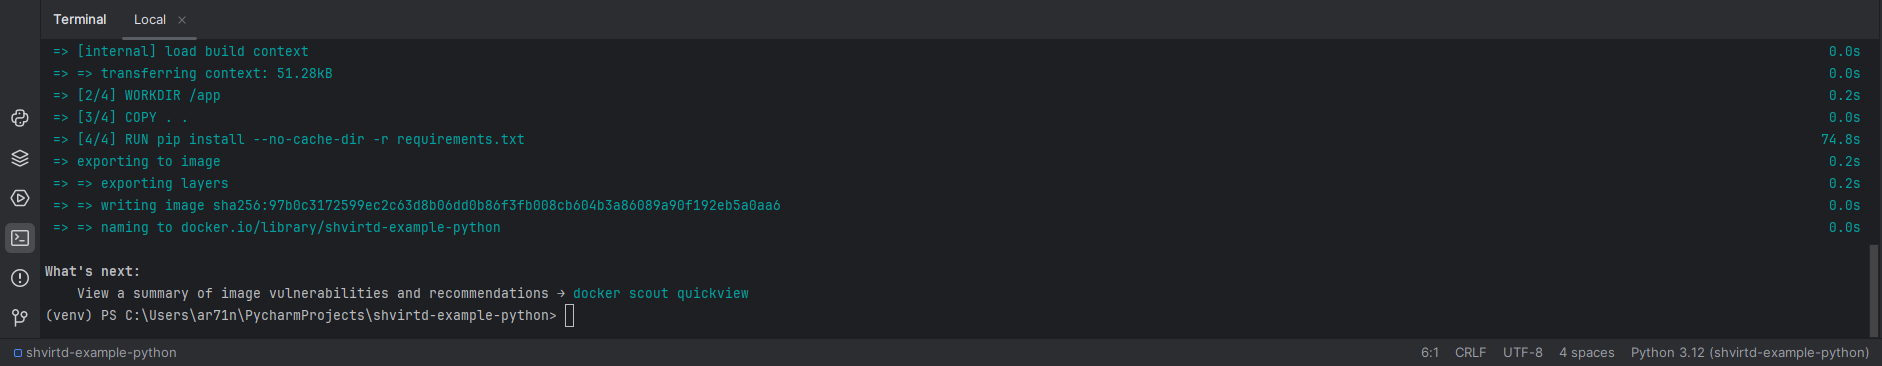 Terminal Local ×
=> [internal] load build context 0.0s
=> => transferring context: 51.28kB 0.0s
=> [2/4] WORKDIR /app 0.2s
=> [3/4] COPY . . 0.0s
=> [4/4] RUN pip install --no-cache-dir -r requirements.txt 74.8s
=> exporting to image 0.2s
=> => exporting layers 0.2s
=> => writing image sha256:97b0c3172599ec2c63d8b06dd0b86f3fb008cb604b3a86089a90f192eb5a0aa6 0.0s
=> => naming to docker.io/library/shvirtd-example-python 0.0s
What's next:
View a summary of image vulnerabilities and recommendations → docker scout quickview
(venv) PS C:\Users\ar71n\PycharmProjects\shvirtd-example-python>
shvirtd-example-python 6:1 CRLF UTF-8 4 spaces Python 3.12 (shvirtd-example-python)